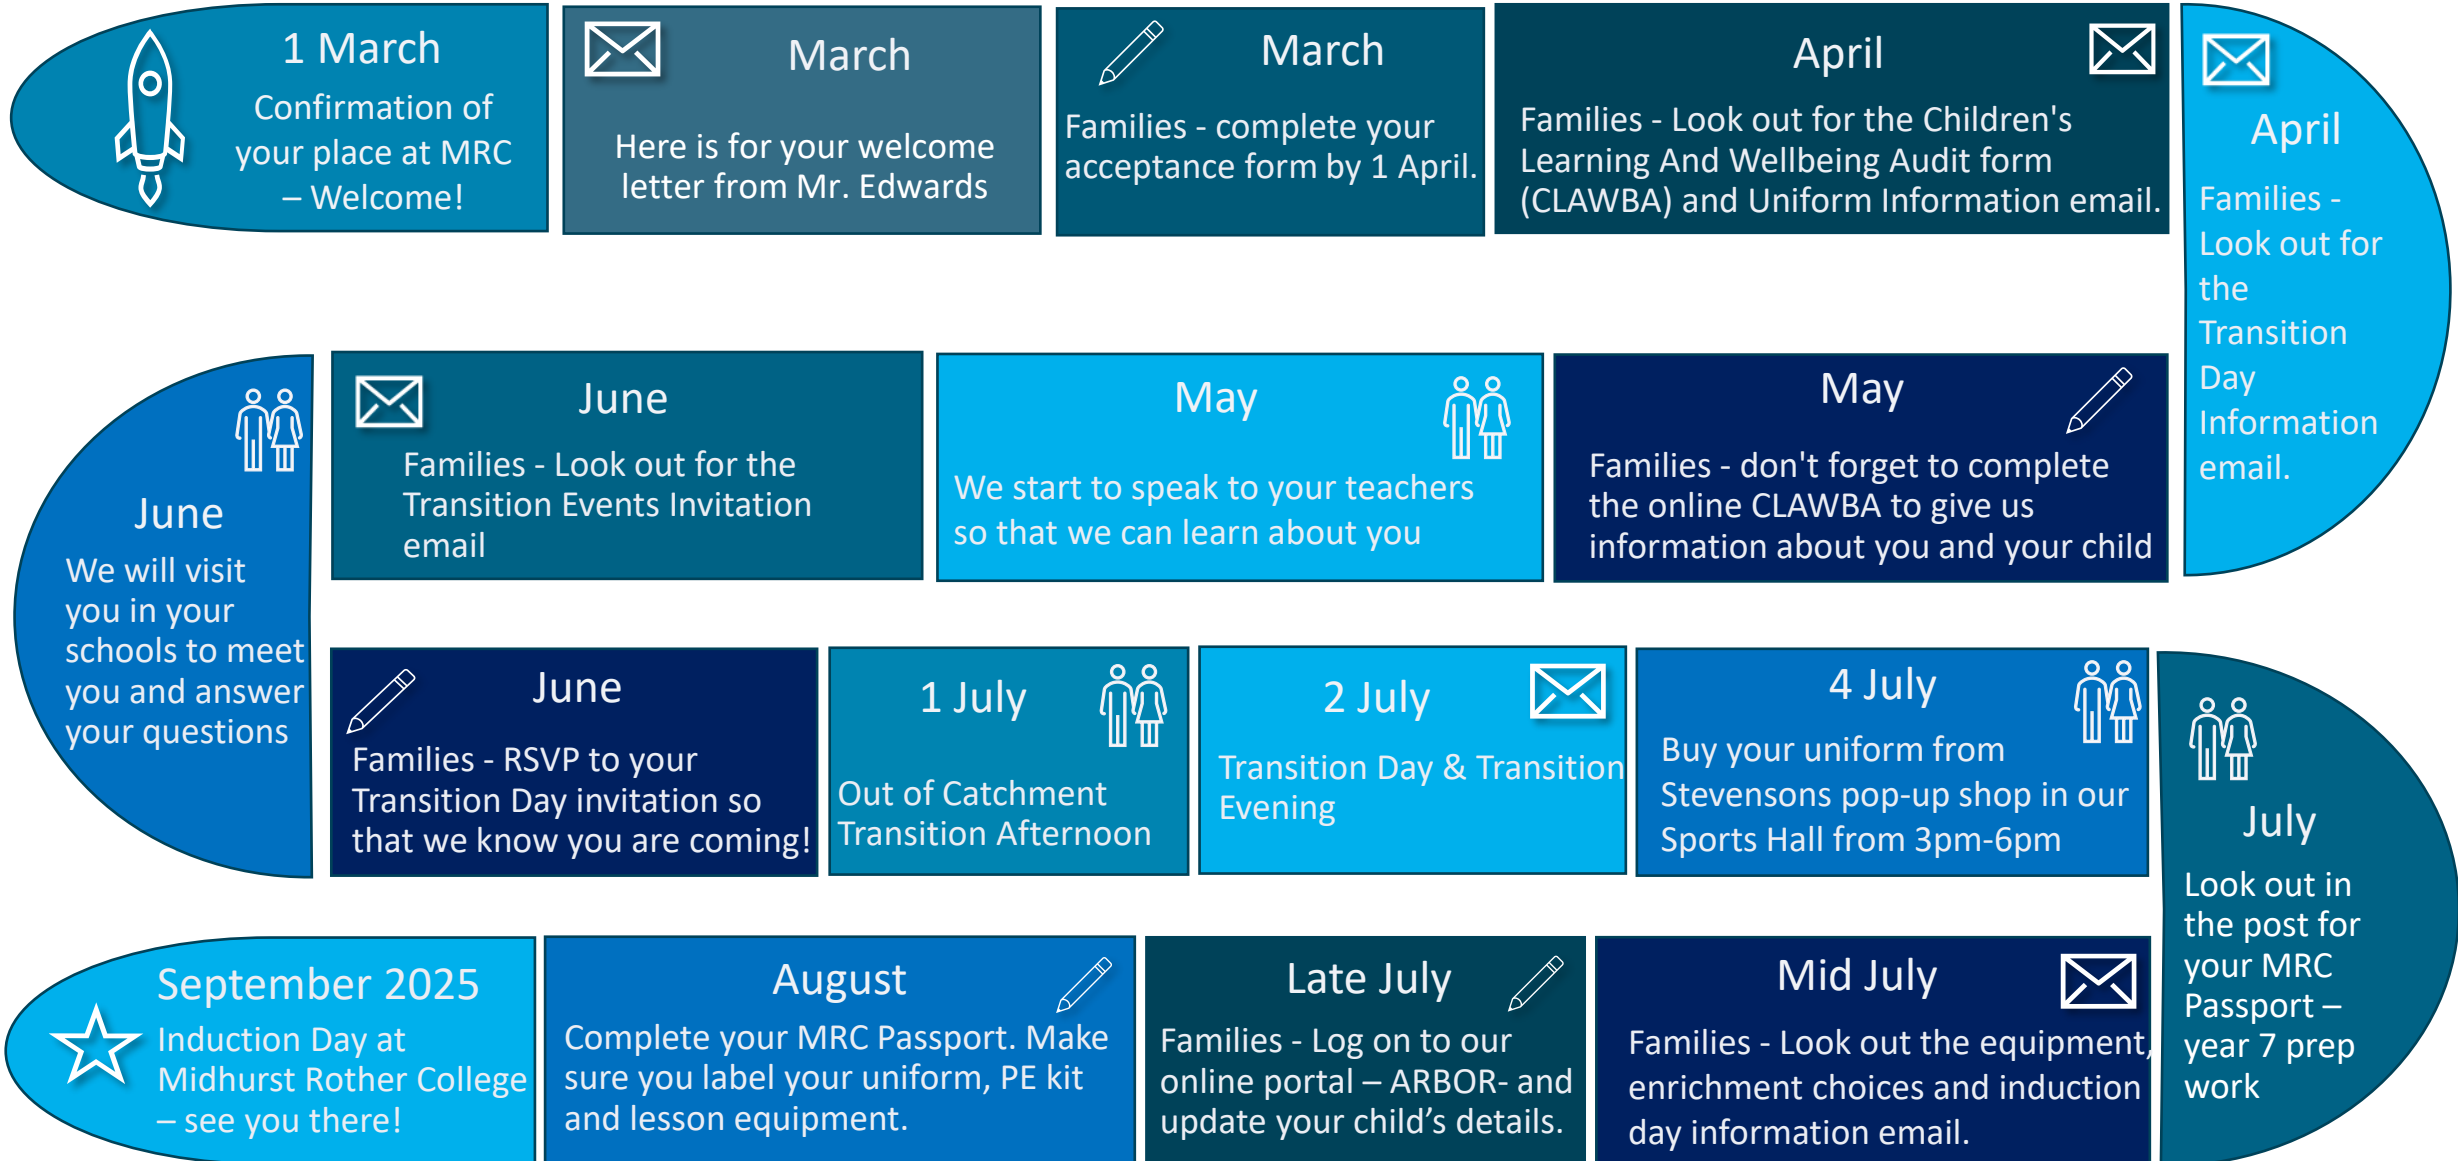 1 March
Confirmation of
your place at MRC
– Welcome!
March
Here is for your welcome
letter from Mr. Edwards
March
Families - complete your
acceptance form by 1 April.
April
Families - Look out for the Children's
Learning And Wellbeing Audit form
(CLAWBA) and Uniform Information email.
April
Families -
Look out for
the
Transition
Day
Information
email.
May
Families - don't forget to complete
the online CLAWBA to give us
information about you and your child
May
We start to speak to your teachers
so that we can learn about you
June
Families - Look out for the
Transition Events Invitation
email
June
We will visit
you in your
schools to meet
you and answer
your questions
June
Families - RSVP to your
Transition Day invitation so
that we know you are coming!
1 July
Out of Catchment
Transition Afternoon
2 July
Transition Day & Transition
Evening
4 July
Buy your uniform from
Stevensons pop-up shop in our
Sports Hall from 3pm-6pm
July
Look out in
the post for
your MRC
Passport –
year 7 prep
work
Mid July
Families - Look out the equipment,
enrichment choices and induction
day information email.
Late July
Families - Log on to our
online portal – ARBOR- and
update your child’s details.
August
Complete your MRC Passport. Make
sure you label your uniform, PE kit
and lesson equipment.
September 2025
Induction Day at
Midhurst Rother College
– see you there!